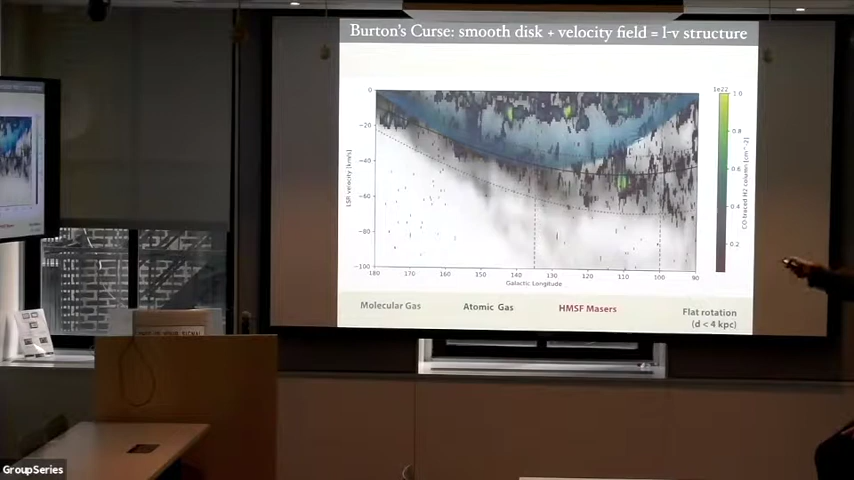 Burton's Curse: smooth disk + velocity field = l-v structure
1e22
1.0
0.8
0.6
0.4
0.2
CO-traced H2 column [cm^-2]
LSR velocity [km/s]
0
−20
−40
−60
−80
−100
180 170 160 150 140 130 120 110 100 90
Galactic Longitude
Molecular Gas
Atomic Gas
HMSF Masers
Flat rotation
(d < 4 kpc)
GroupSeries